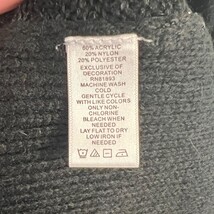 60% ACRYLIC
20% NYLON
20% POLYESTER
EXCLUSIVE OF
DECORATION
RN81893
MACHINE WASH
COLD
GENTLE CYCLE
WITH LIKE COLORS
ONLY NON-
CHLORINE
BLEACH WHEN
NEEDED
LAY FLAT TO DRY
LOW IRON IF
NEEDED